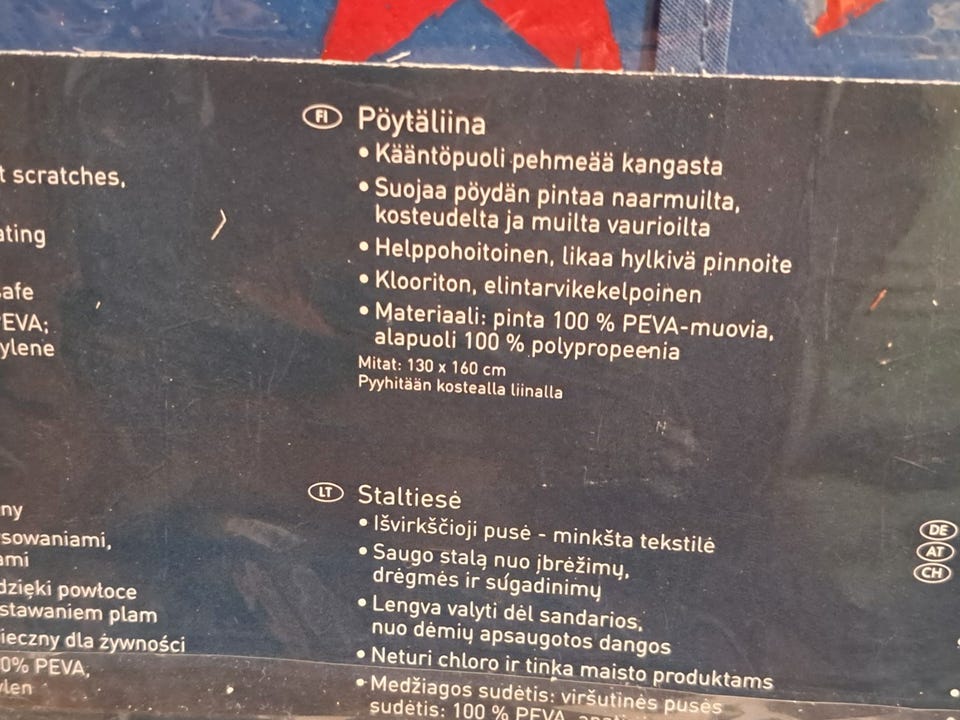 t scratches,
ating
afe
PEVA;
ylene
FI Pöytäliina
• Kääntöpuoli pehmeää kangasta
• Suojaa pöydän pintaa naarmuilta,
kosteudelta ja muilta vaurioilta
• Helppohoitoinen, likaa hylkivä pinnoite
• Klooriton, elintarvikekelpoinen
• Materiaali: pinta 100 % PEVA-muovia,
alapuoli 100 % polypropeenia
Mitat: 130 x 160 cm
Pyyhitään kostealla liinalla
ny
sowaniami,
ami
dzięki powłoce
stawaniem plam
ieczny dla żywności
0% PEVA,
ylen
LT Staltiesė
• Išvirkščioji pusė - minkšta tekstilė
• Saugo stalą nuo įbrėžimų,
drėgmės ir sugadinimų
• Lengva valyti dėl sandarios,
nuo dėmių apsaugotos dangos
• Neturi chloro ir tinka maisto produktams
• Medžiagos sudėtis: viršutinės pusės
sudėtis: 100 % PEVA,
DE
AT
CH